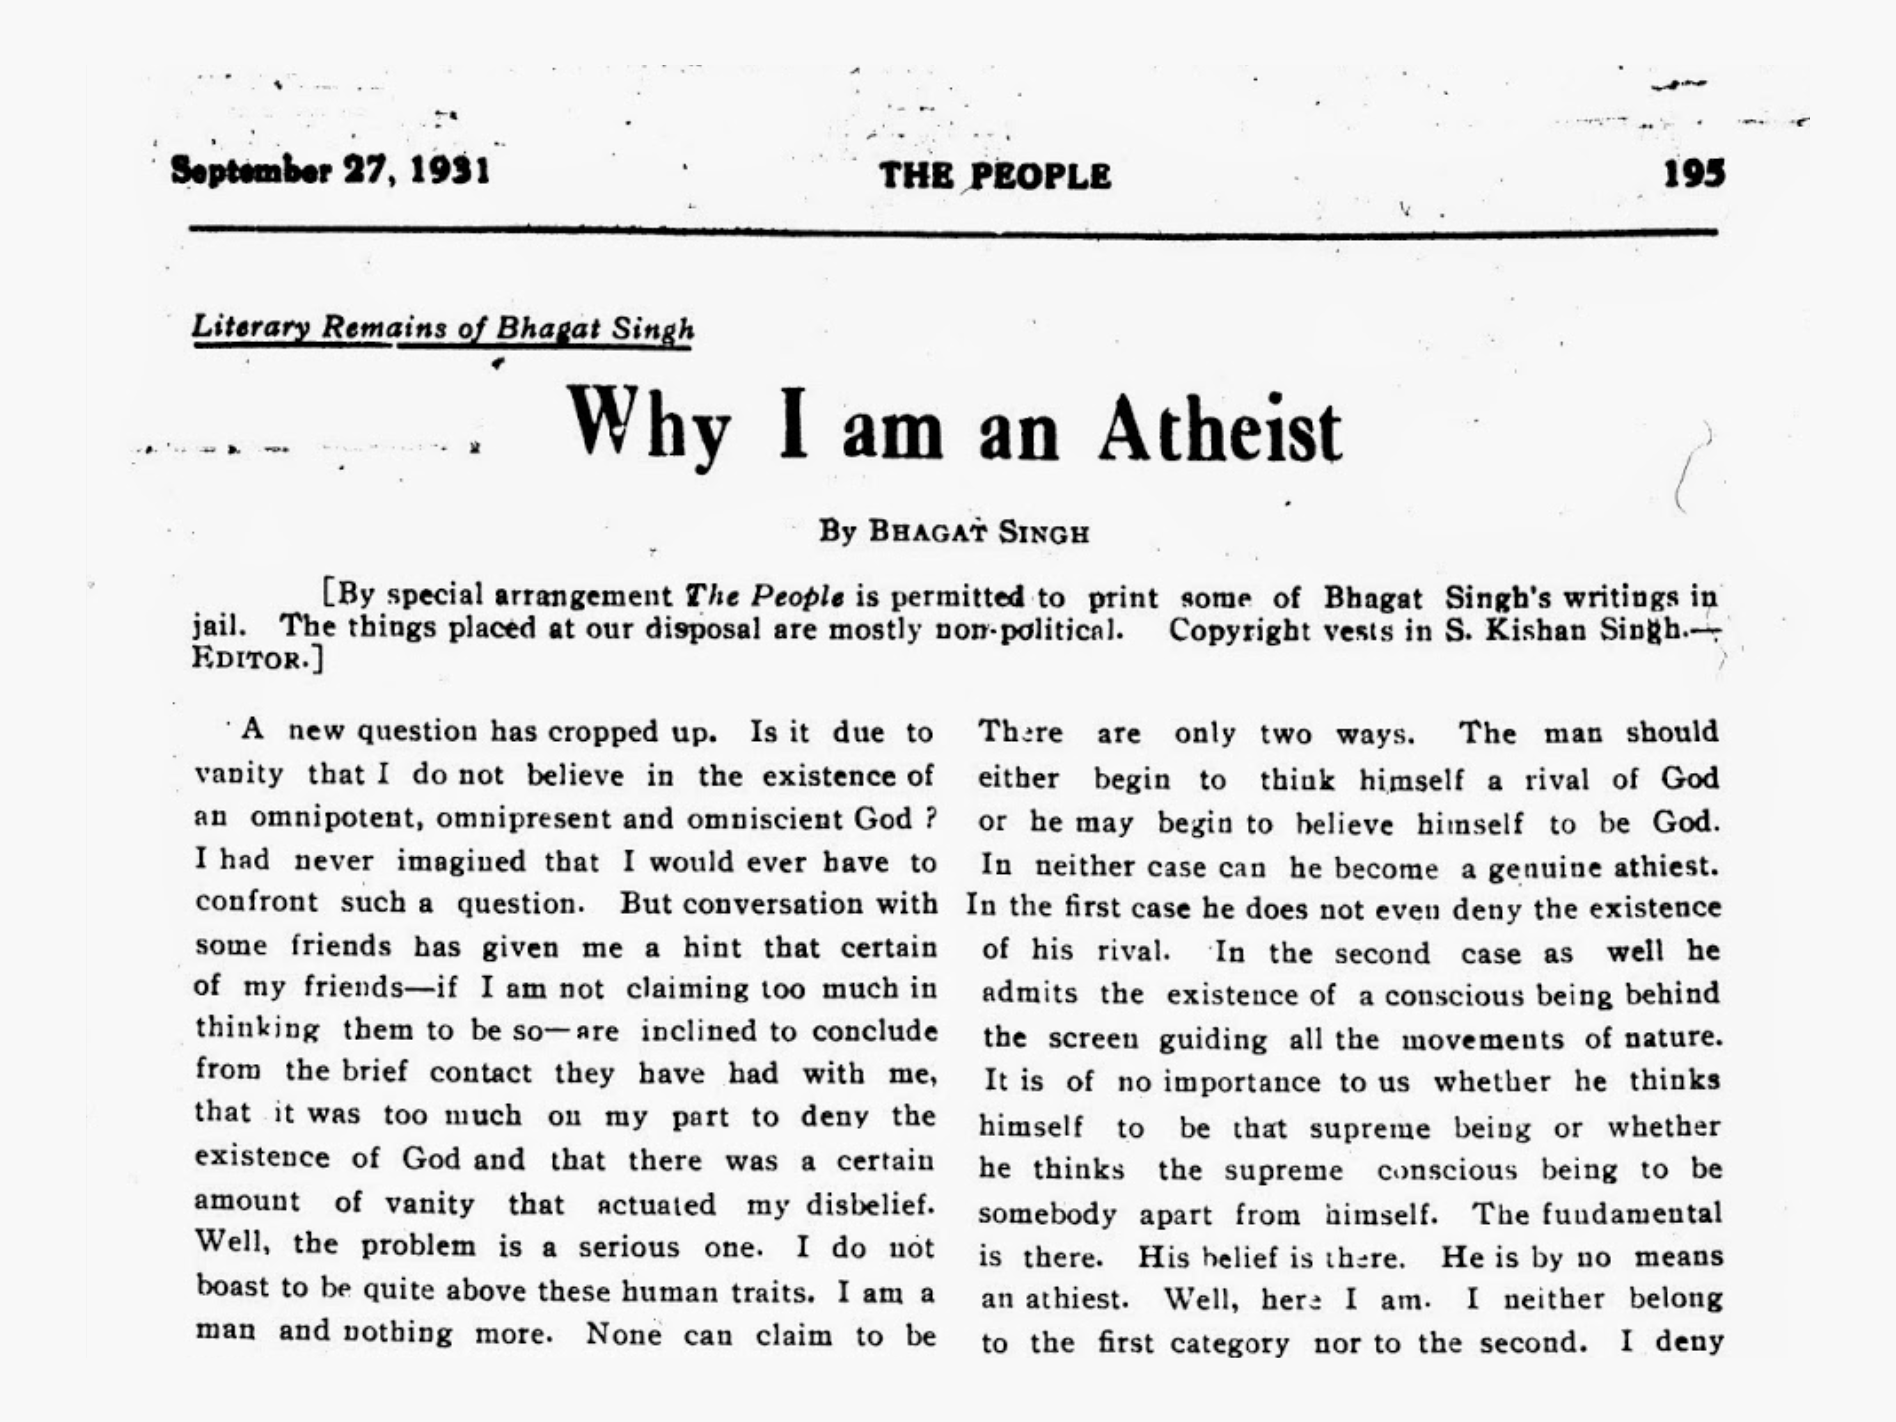 September 27, 1931
THE PEOPLE
195
Literary Remains of Bhagat Singh
Why I am an Atheist
By BHAGAT SINGH
[By special arrangement The People is permitted to print some of Bhagat Singh's writings in
jail. The things placed at our disposal are mostly non-political. Copyright vests in S. Kishan Singh.—
EDITOR.]
A new question has cropped up. Is it due to
vanity that I do not believe in the existence of
an omnipotent, omnipresent and omniscient God ?
I had never imagined that I would ever have to
confront such a question. But conversation with
some friends has given me a hint that certain
of my friends—if I am not claiming too much in
thinking them to be so—are inclined to conclude
from the brief contact they have had with me,
that it was too much on my part to deny the
existence of God and that there was a certain
amount of vanity that actuated my disbelief.
Well, the problem is a serious one. I do not
boast to be quite above these human traits. I am a
man and nothing more. None can claim to be
There are only two ways. The man should
either begin to think himself a rival of God
or he may begin to believe himself to be God.
In neither case can he become a genuine athiest.
In the first case he does not even deny the existence
of his rival. In the second case as well he
admits the existence of a conscious being behind
the screen guiding all the movements of nature.
It is of no importance to us whether he thinks
himself to be that supreme being or whether
he thinks the supreme conscious being to be
somebody apart from himself. The fundamental
is there. His belief is there. He is by no means
an athiest. Well, here I am. I neither belong
to the first category nor to the second. I deny